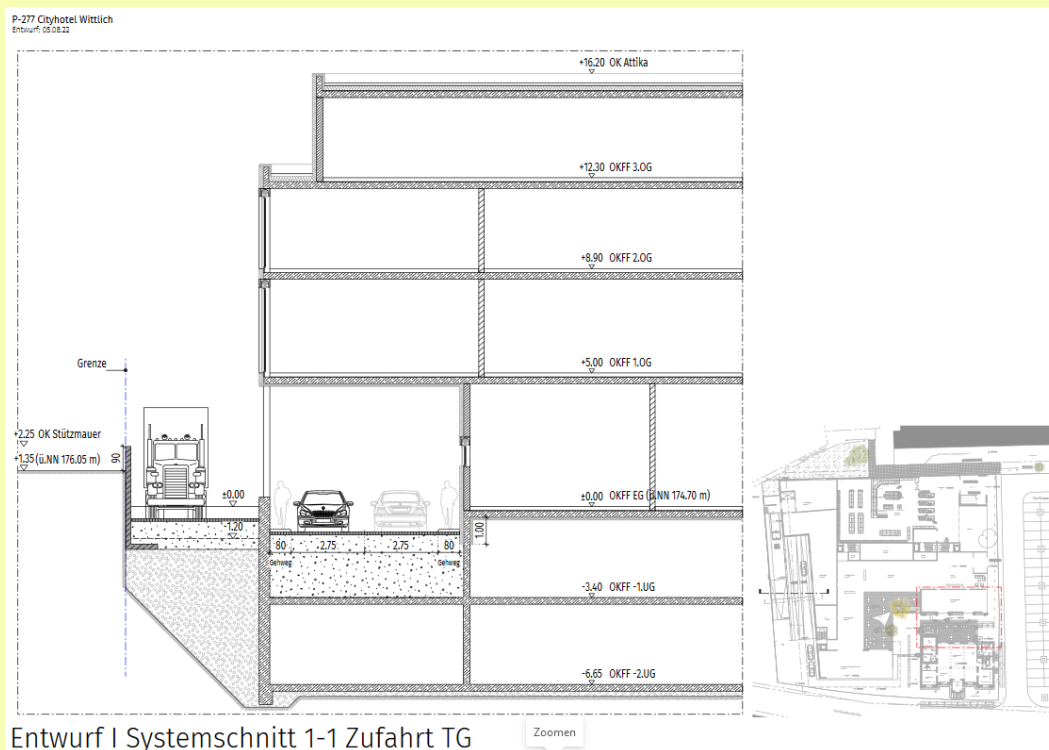 P-277 Cityhotel Wittlich
Entwurf: 05.08.22
+16.20 OK Attika
+12.30 OKFF 3.OG
+8.90 OKFF 2.OG
Grenze
+5.00 OKFF 1.OG
+2.25 OK Stützmauer
+1.35 (ü.NN 176.05 m)
90
±0.00
±0.00 OKFF EG (ü.NN 174.70 m)
-1.20
1.00
80 2.75 2.75 80
Gehweg Gehweg
-3.40 OKFF -1.UG
-6.65 OKFF -2.UG
Entwurf I Systemschnitt 1-1 Zufahrt TG
Zoomen